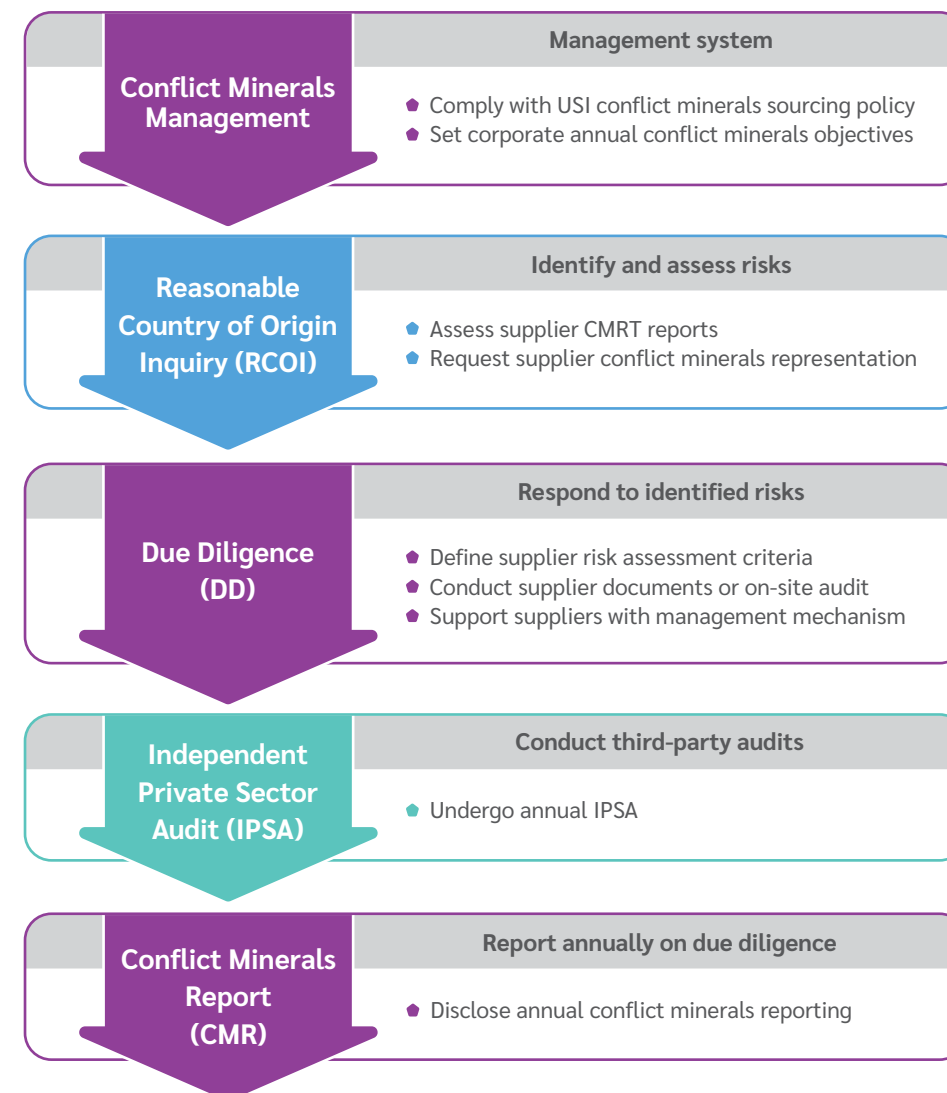 Management system
Conflict Minerals
Management
Comply with USI conflict minerals sourcing policy
Set corporate annual conflict minerals objectives
Identify and assess risks
Reasonable
Country of Origin
Inquiry (RCOI)
Assess supplier CMRT reports
Request supplier conflict minerals representation
Respond to identified risks
Due Diligence
(DD)
Define supplier risk assessment criteria
Conduct supplier documents or on-site audit
Support suppliers with management mechanism
Conduct third-party audits
Independent
Private Sector
Audit (IPSA)
Undergo annual IPSA
Report annually on due diligence
Conflict Minerals
Report
(CMR)
Disclose annual conflict minerals reporting